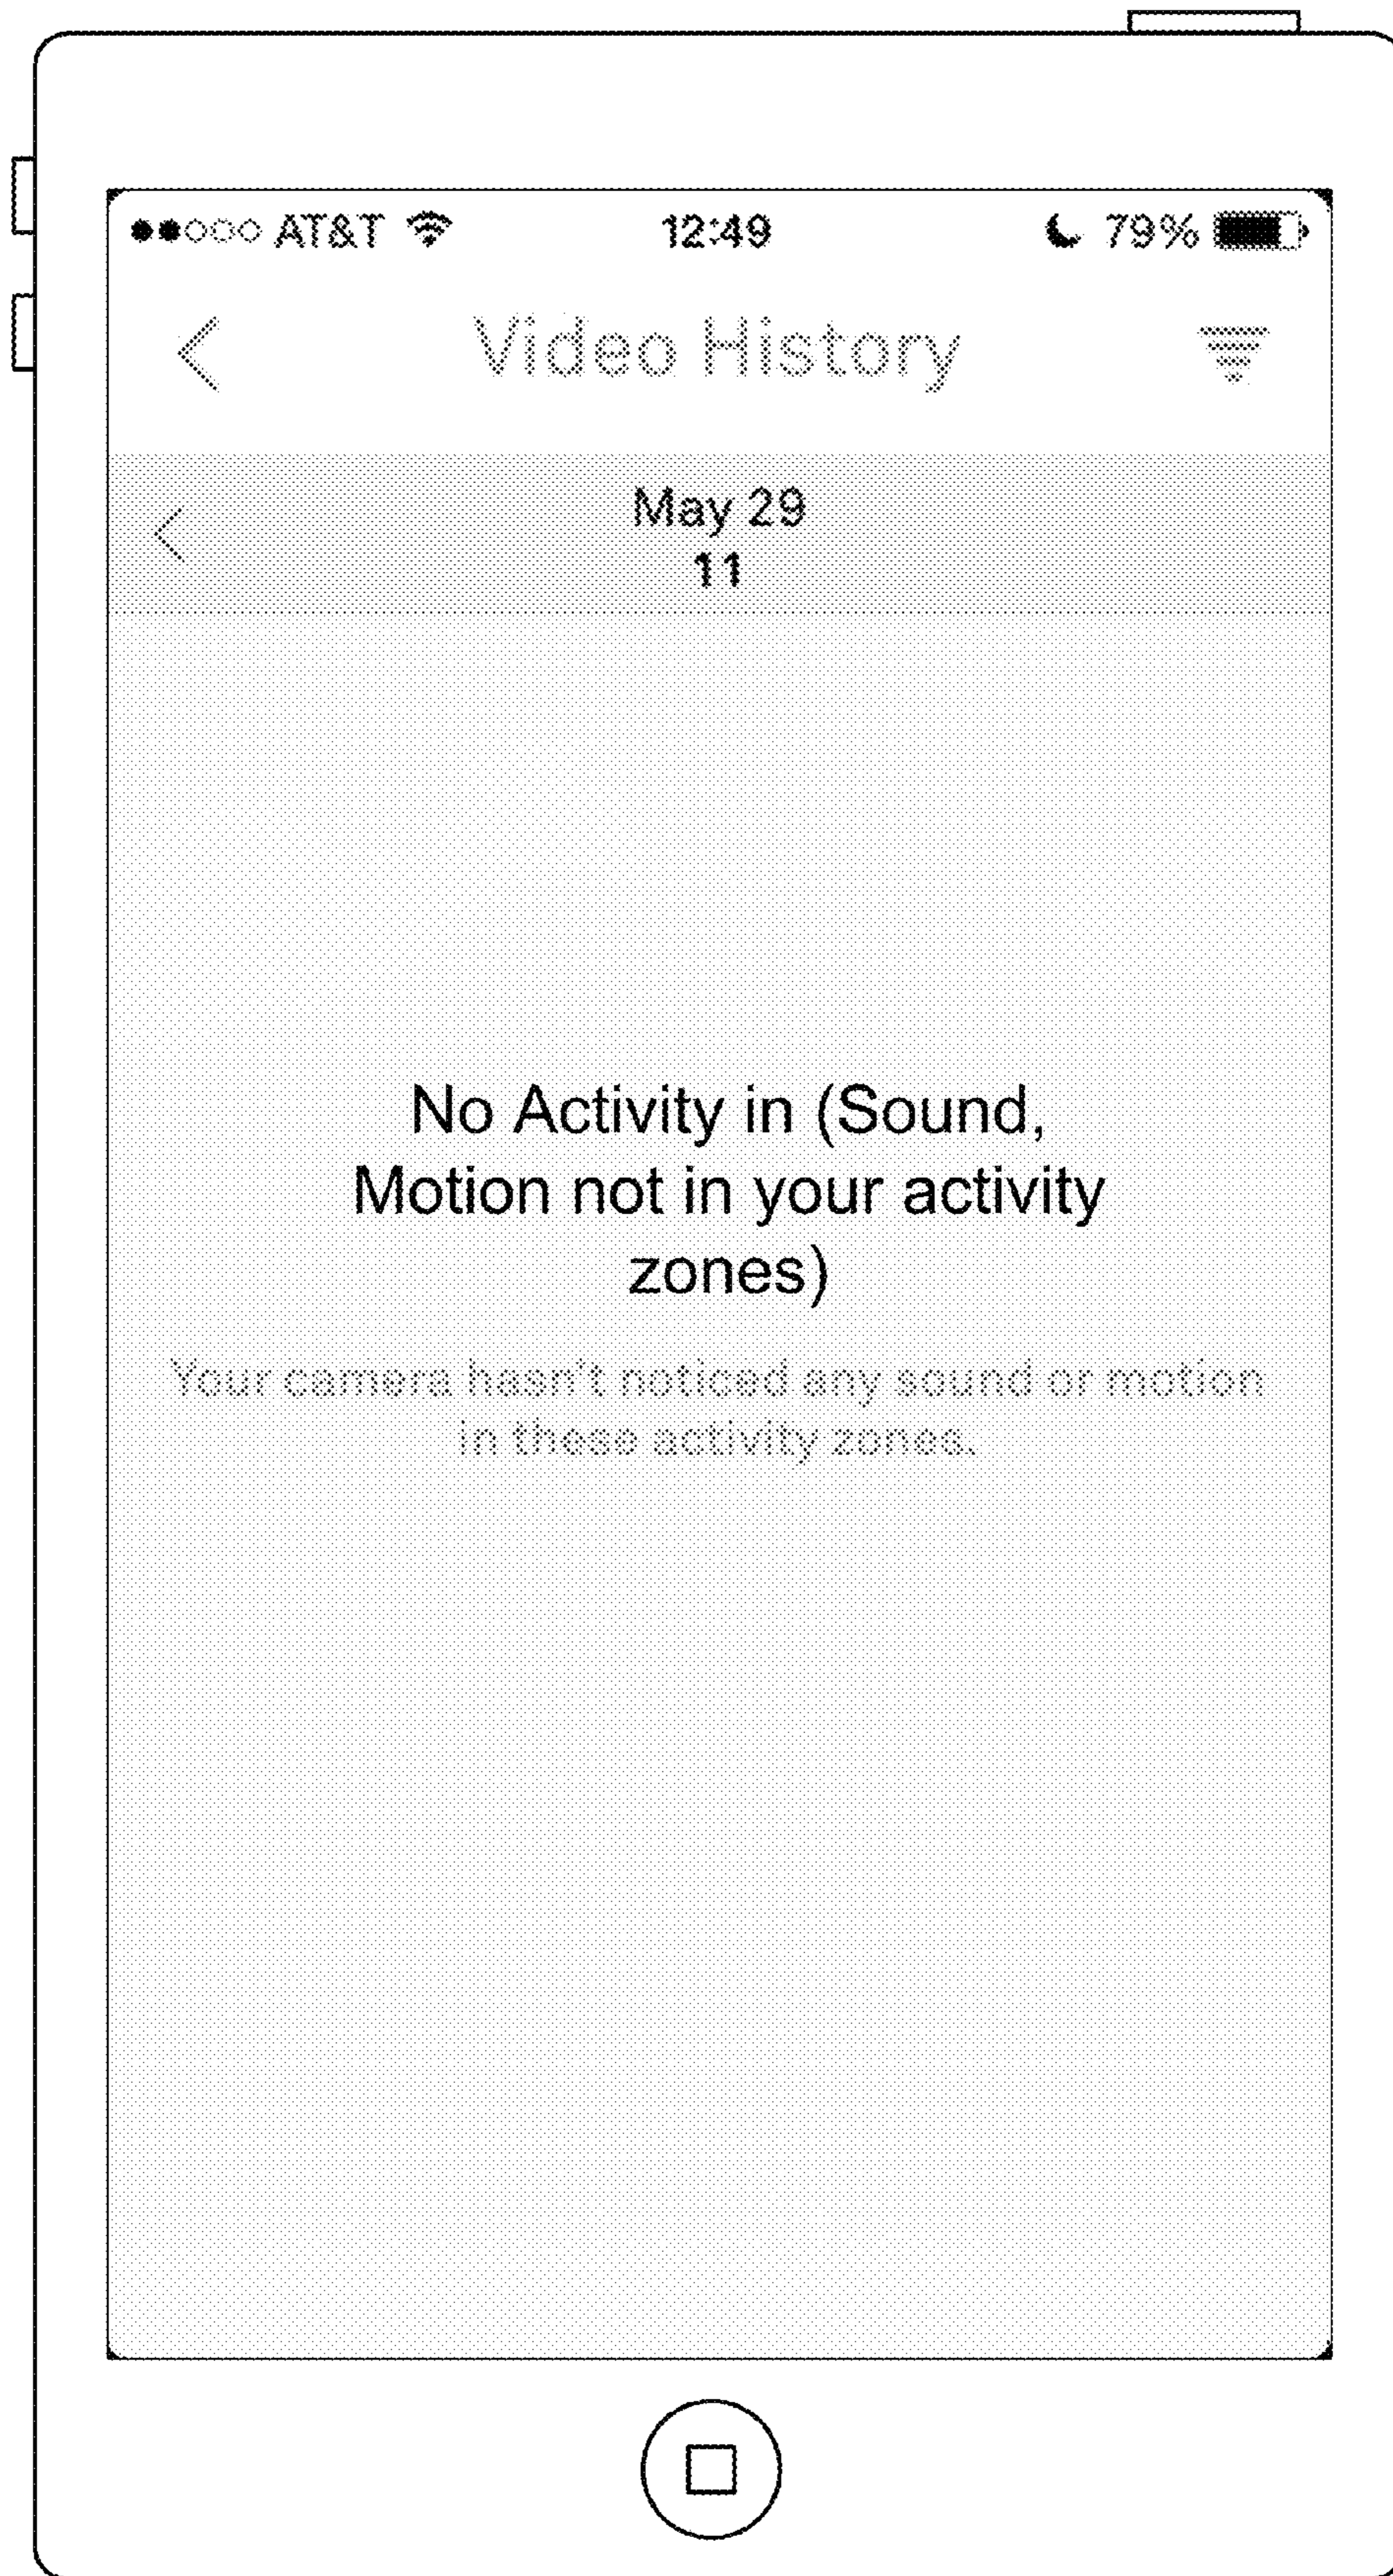 AT&T 12:49 79%
Video History
May 29
11
No Activity in (Sound,
Motion not in your activity
zones)
Your camera hasn't noticed any sound or motion
in these activity zones.